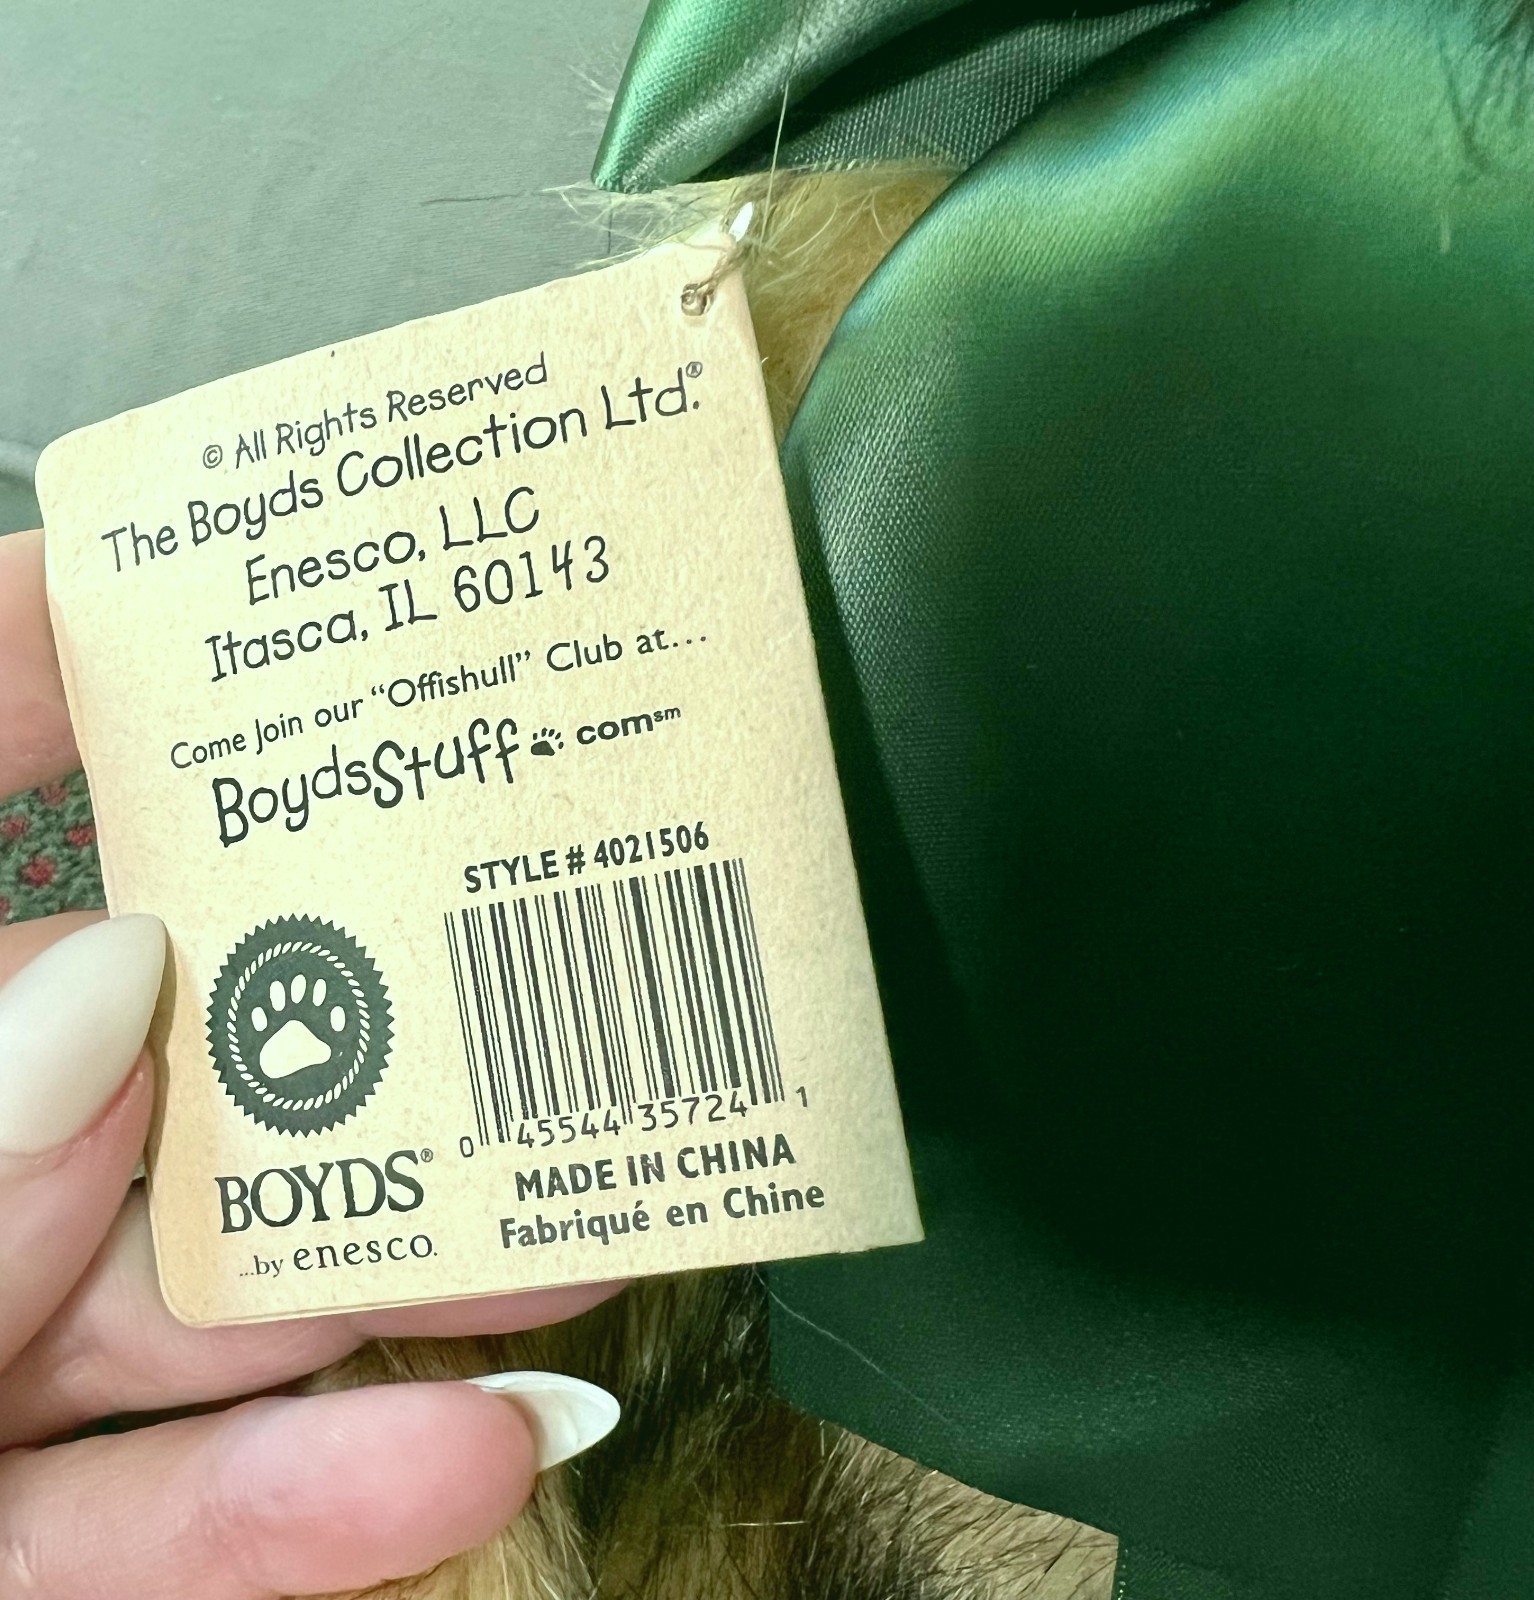 © All Rights Reserved
The Boyds Collection Ltd.®
Enesco, LLC
Itasca, IL 60143
Come Join our “Offishull” Club at...
BoydsStuff com℠
STYLE # 4021506
0 45544 35724 1
MADE IN CHINA
Fabriqué en Chine
BOYDS®
...by enesco.